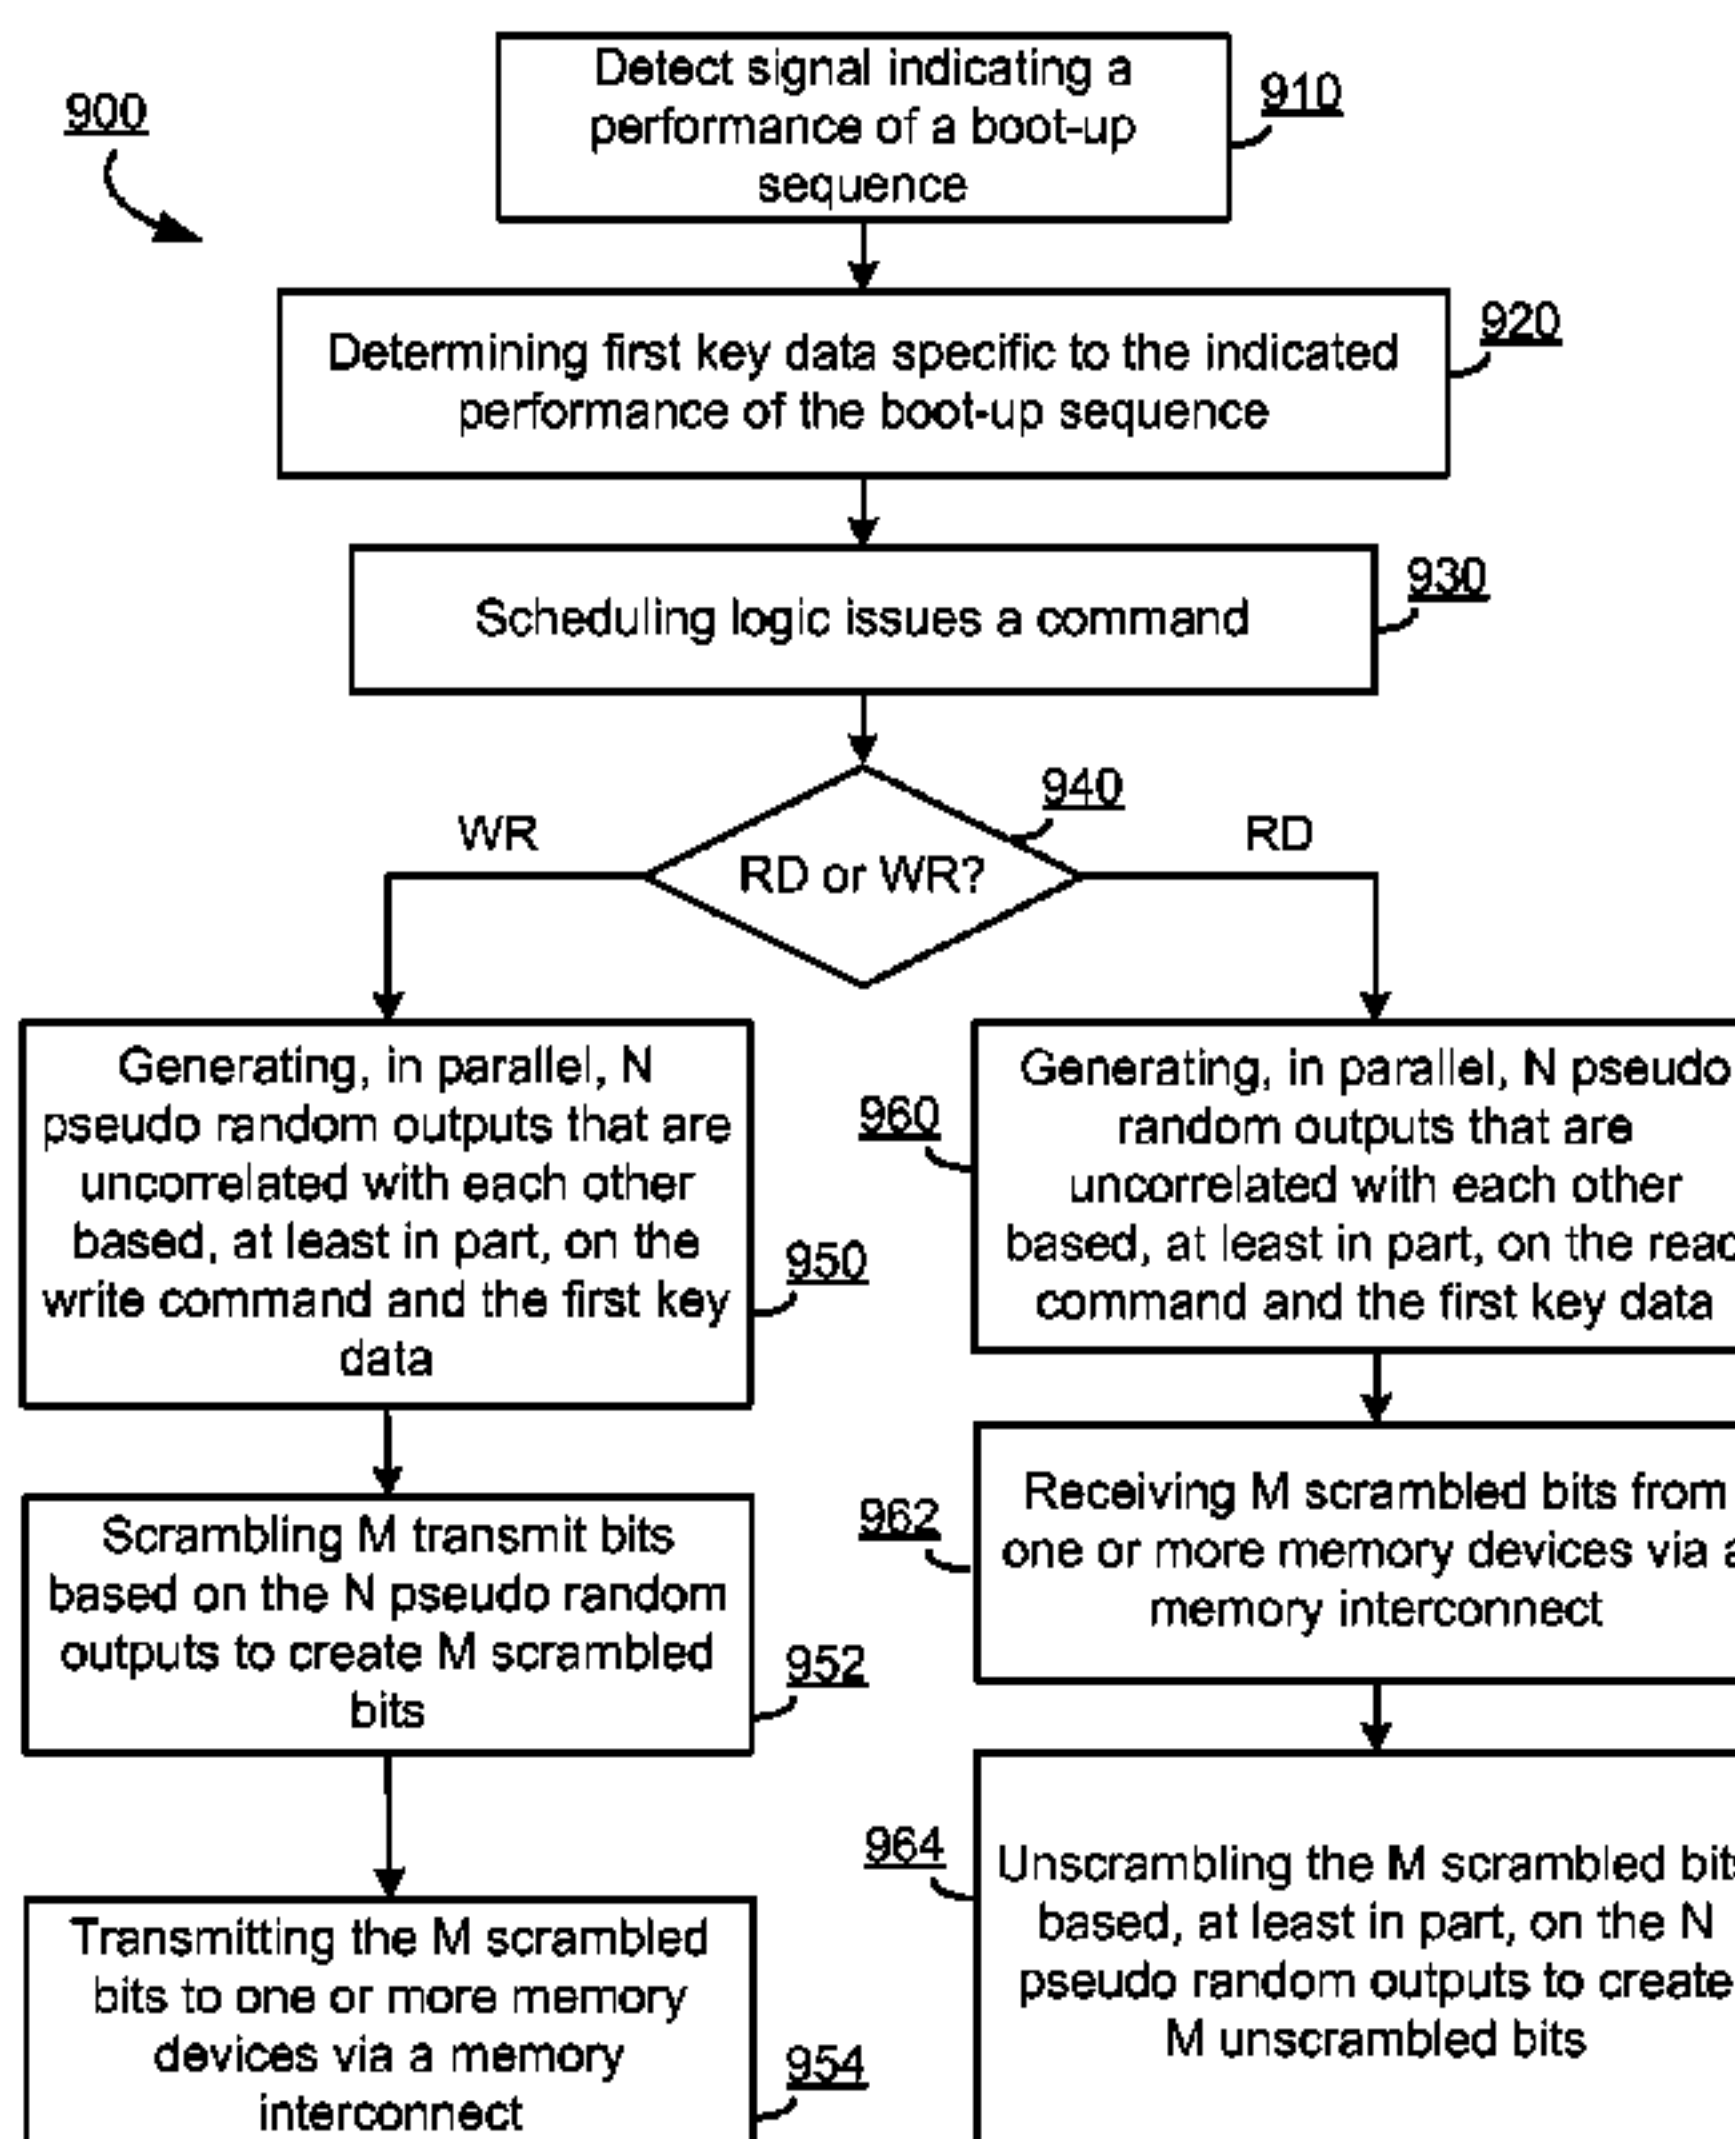 900
Detect signal indicating a
performance of a boot-up
sequence
910
Determining first key data specific to the indicated
performance of the boot-up sequence
920
Scheduling logic issues a command
930
940
RD or WR?
WR
RD
Generating, in parallel, N
pseudo random outputs that are
uncorrelated with each other
based, at least in part, on the
write command and the first key
data
950
Scrambling M transmit bits
based on the N pseudo random
outputs to create M scrambled
bits
952
Transmitting the M scrambled
bits to one or more memory
devices via a memory
interconnect
954
960
Generating, in parallel, N pseudo
random outputs that are
uncorrelated with each other
based, at least in part, on the read
command and the first key data
962
Receiving M scrambled bits from
one or more memory devices via a
memory interconnect
964
Unscrambling the M scrambled bits
based, at least in part, on the N
pseudo random outputs to create
M unscrambled bits